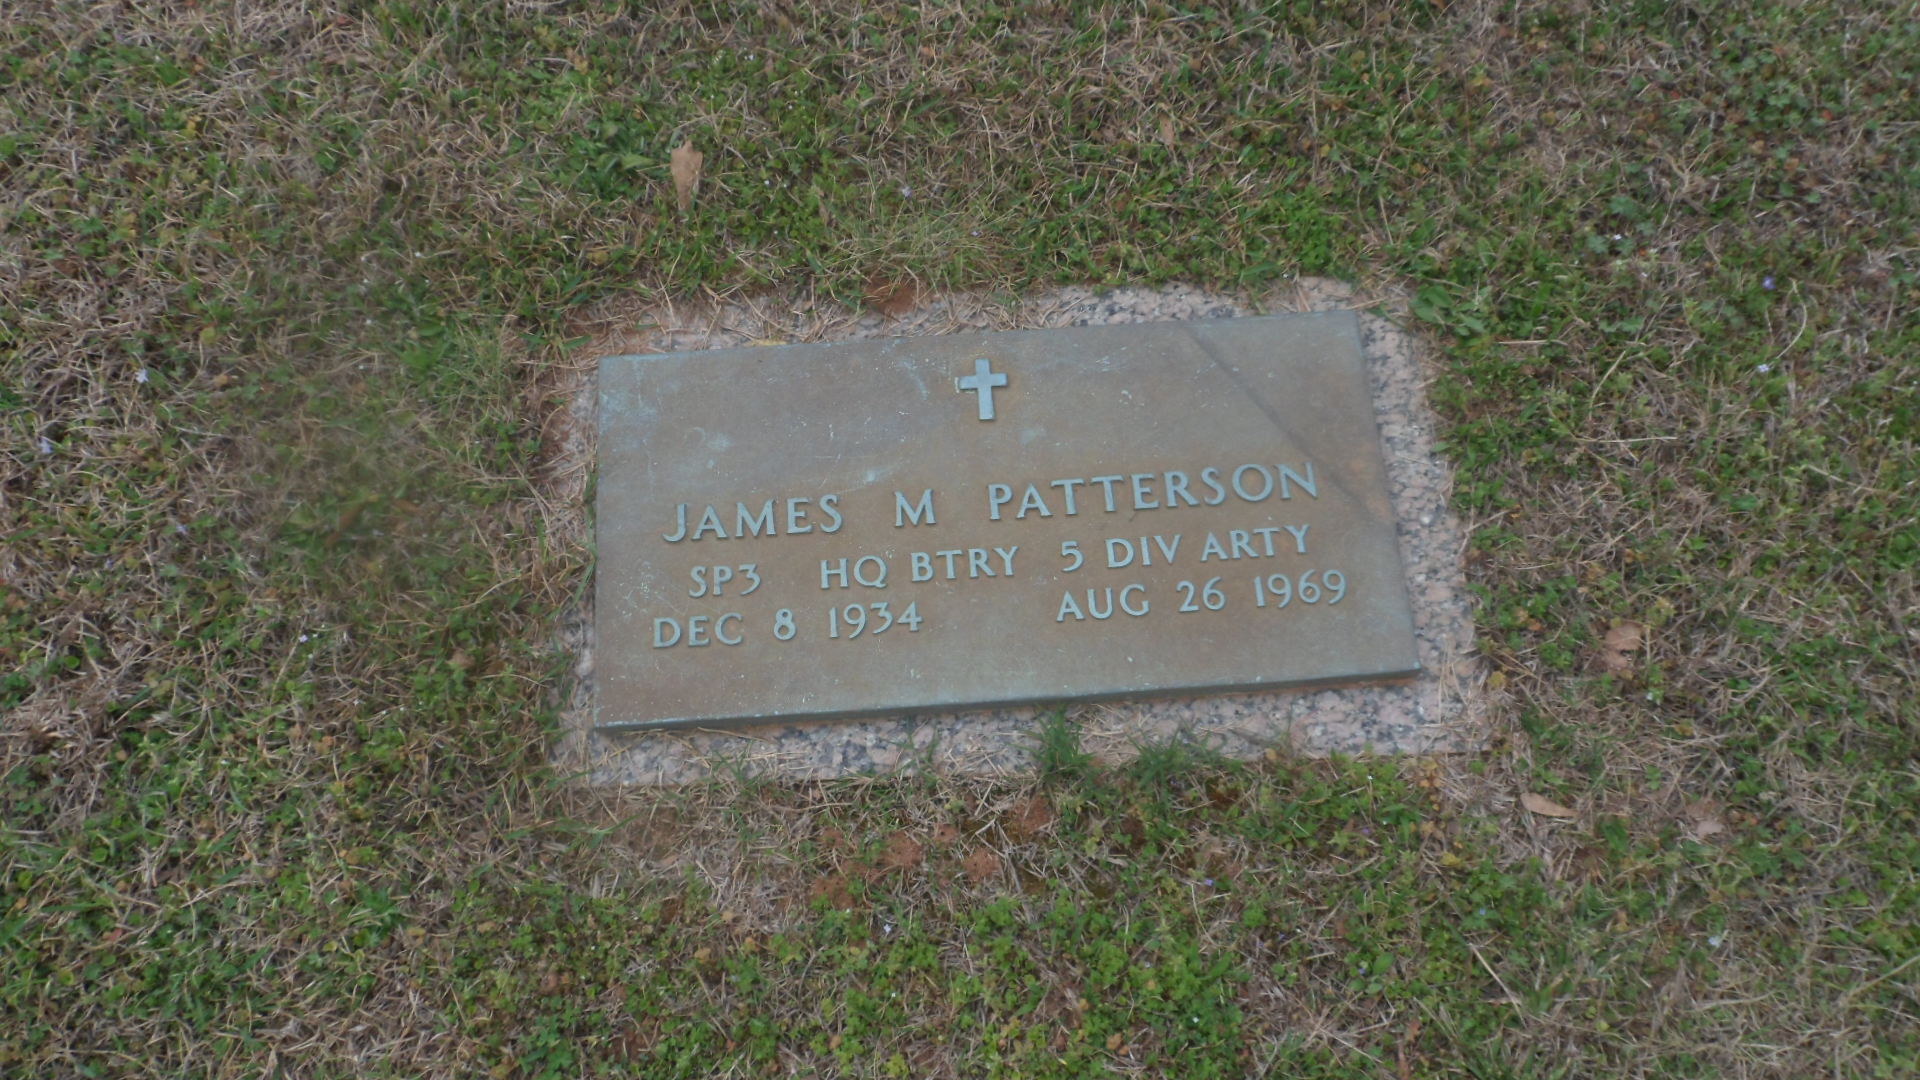 JAMES M PATTERSON
SP3 HQ BTRY 5 DIV ARTY
DEC 8 1934 AUG 26 1969